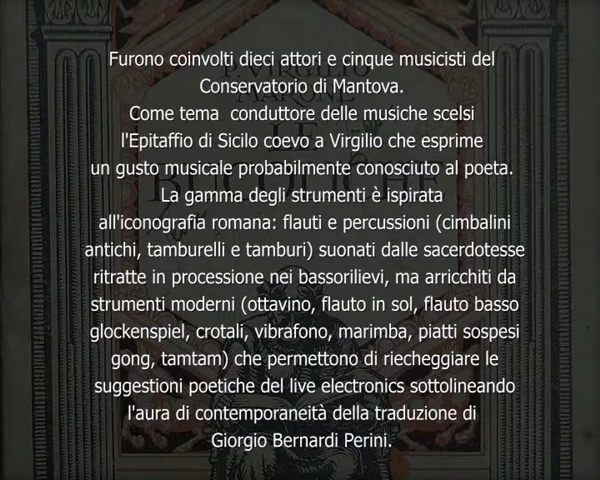 Furono coinvolti dieci attori e cinque musicisti del
Conservatorio di Mantova.
Come tema  conduttore delle musiche scelsi
l'Epitaffio di Sicilo coevo a Virgilio che esprime
un gusto musicale probabilmente conosciuto al poeta.
La gamma degli strumenti è ispirata
all'iconografia romana: flauti e percussioni (cimbalini
antichi, tamburelli e tamburi) suonati dalle sacerdotesse
ritratte in processione nei bassorilievi, ma arricchiti da
strumenti moderni (ottavino, flauto in sol, flauto basso
glockenspiel, crotali, vibrafono, marimba, piatti sospesi
gong, tamtam) che permettono di riecheggiare le
suggestioni poetiche del live electronics sottolineando
l'aura di contemporaneità della traduzione di
Giorgio Bernardi Perini.
P. VIRGILIO
MARONE
LE
BUCOLICHE